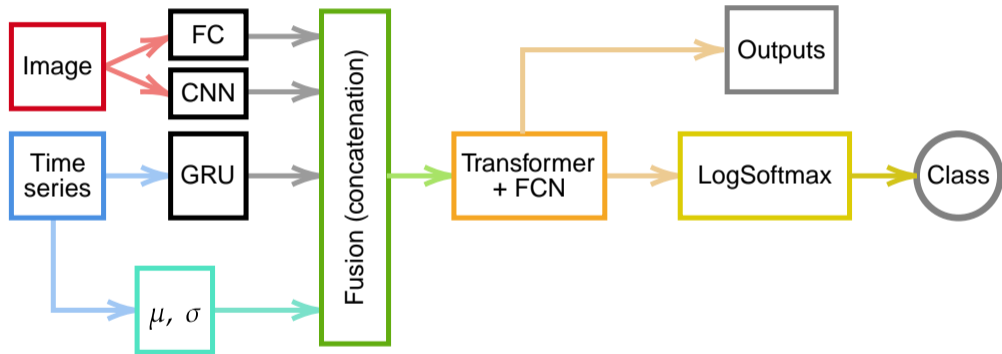 Image
FC
CNN
Time
series
GRU
μ, σ
Fusion (concatenation)
Transformer
+ FCN
Outputs
LogSoftmax
Class